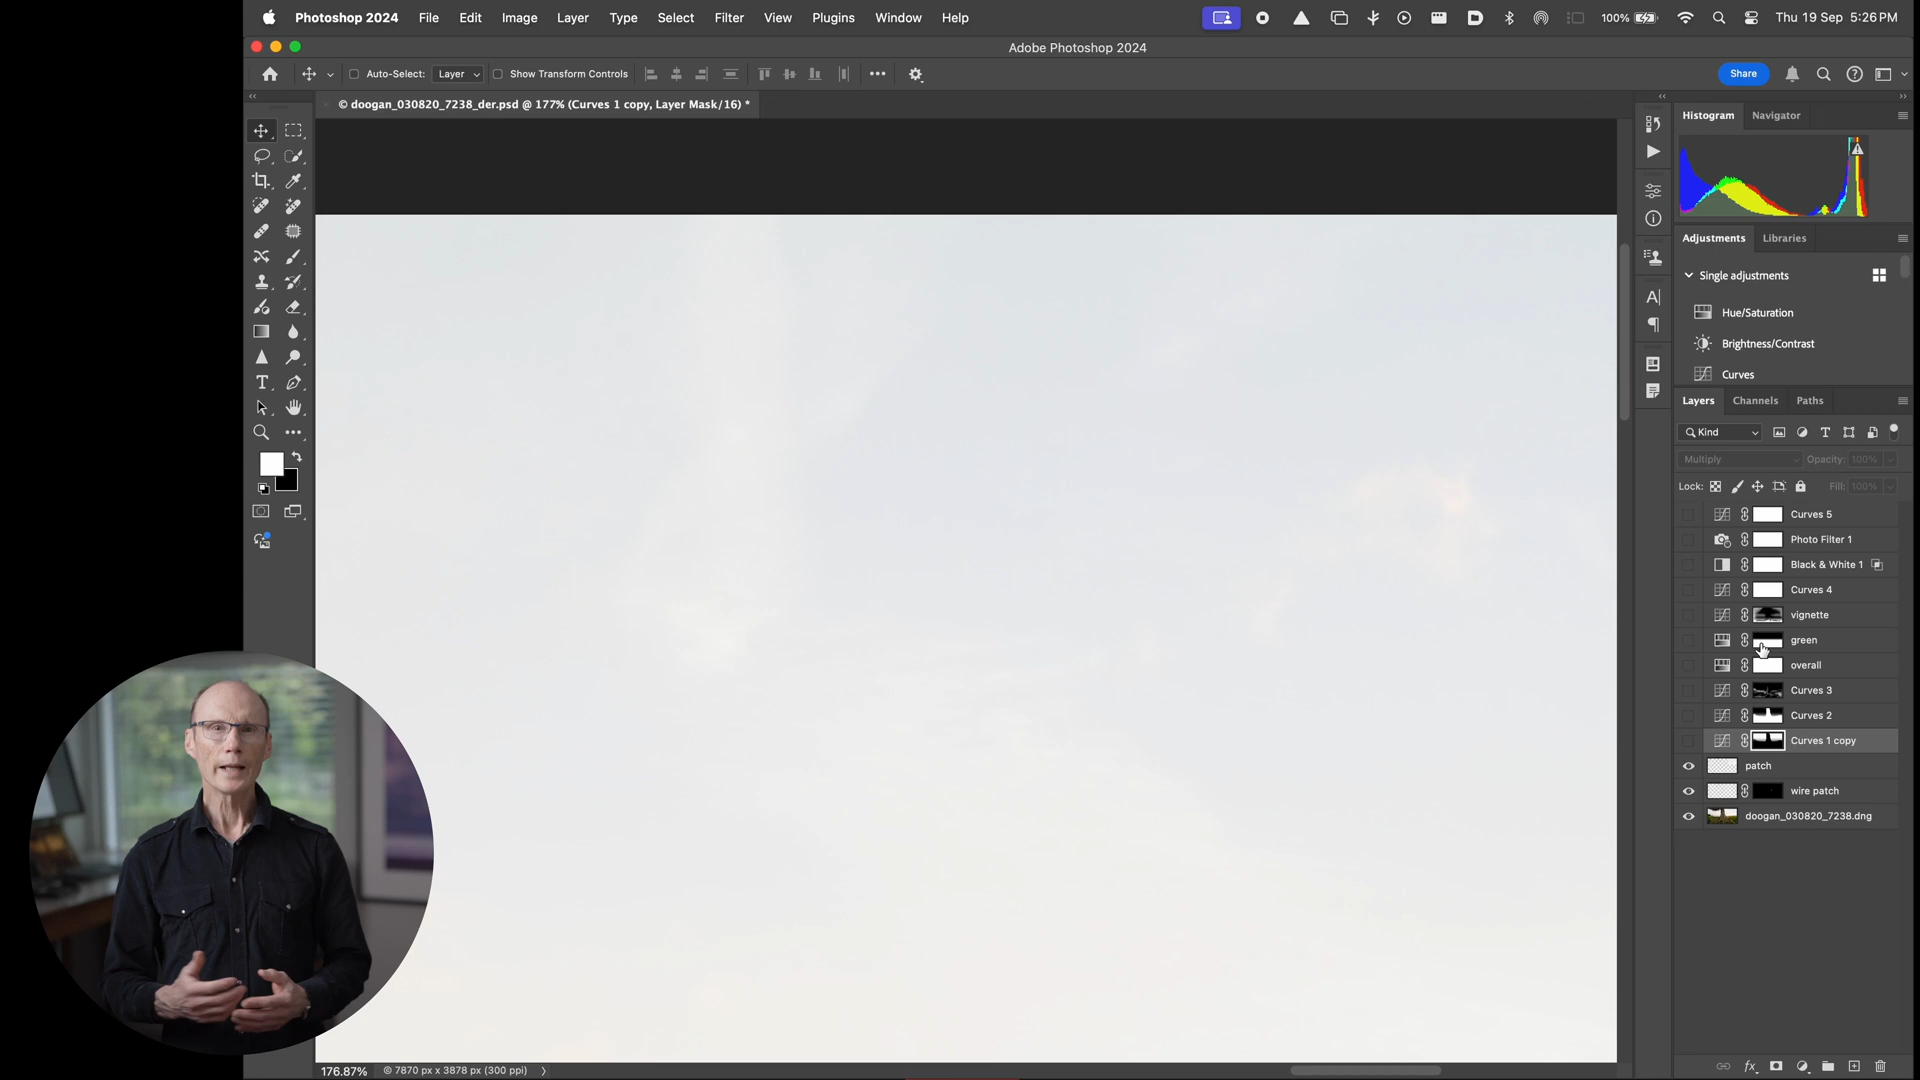 Photoshop 2024 File Edit Image Layer Type Select Filter View Plugins Window Help 100% Thu 19 Sep 5:26 PM
Adobe Photoshop 2024
Auto-Select: Layer Show Transform Controls Share
© doogan_030820_7238_der.psd @ 177% (Curves 1 copy, Layer Mask/16) *
Histogram Navigator
Adjustments Libraries
Single adjustments
Hue/Saturation
Brightness/Contrast
Curves
Layers Channels Paths
Kind
Multiply Opacity: 100%
Lock: Fill: 100%
Curves 5
Photo Filter 1
Black & White 1
Curves 4
vignette
green
overall
Curves 3
Curves 2
Curves 1 copy
patch
wire patch
doogan_030820_7238.dng
176.87% © 7870 px x 3878 px (300 ppi)